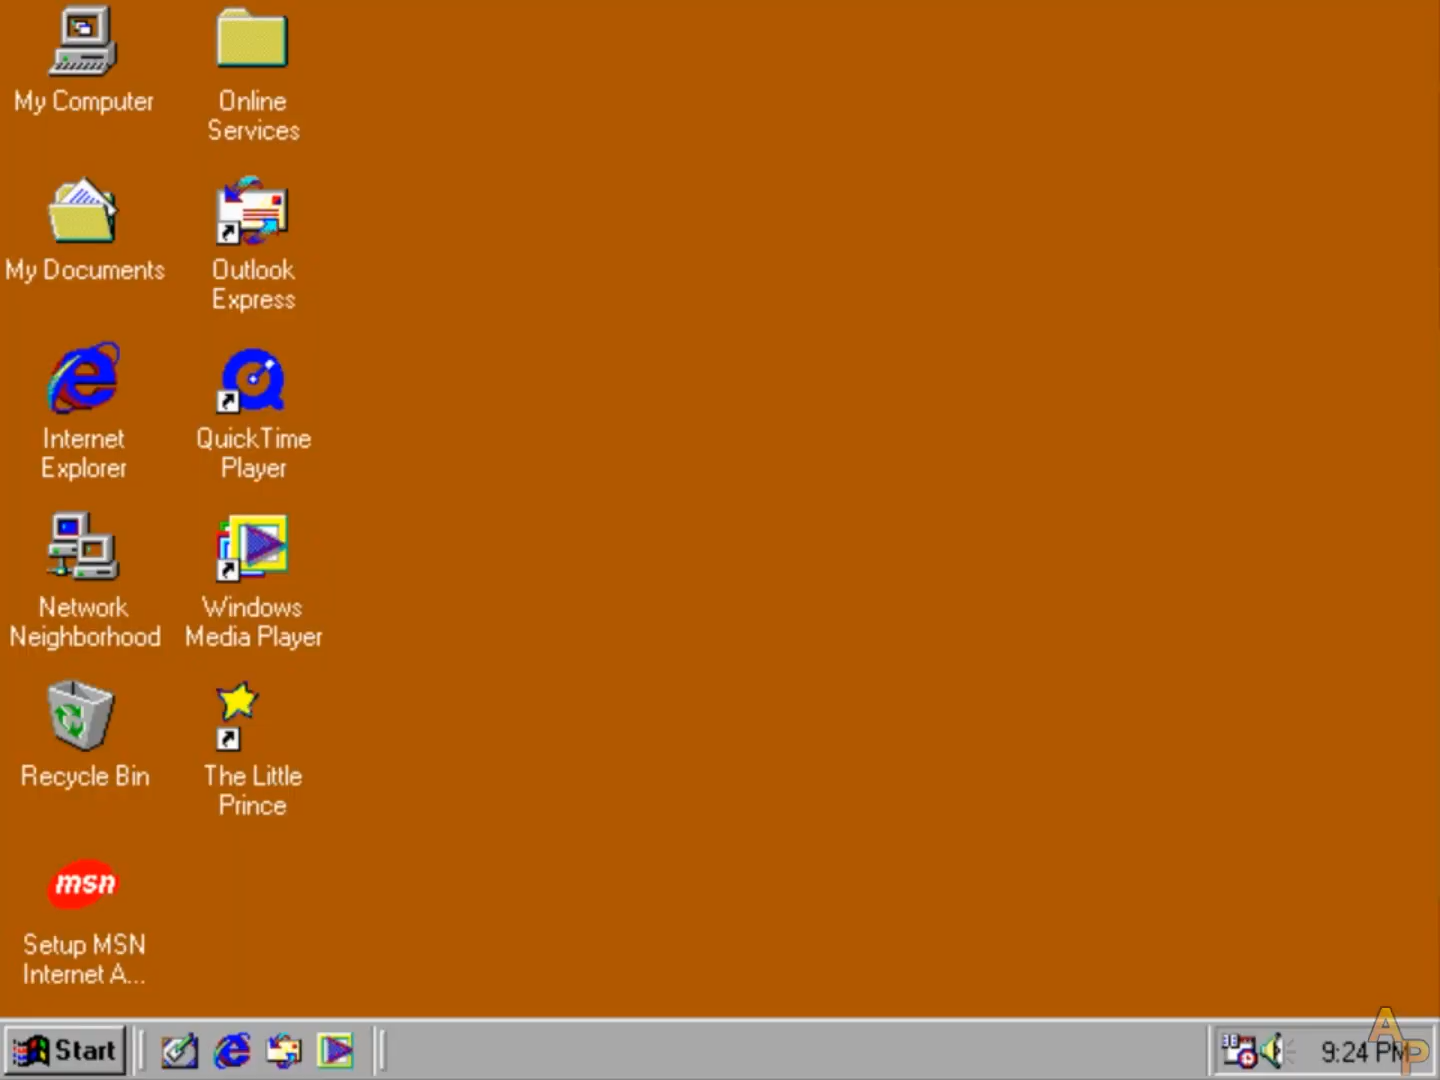 My Computer
Online
Services
My Documents
Outlook
Express
Internet
Explorer
QuickTime
Player
Network
Neighborhood
Windows
Media Player
Recycle Bin
The Little
Prince
msn
Setup MSN
Internet A...
Start
9:24 PM
AP